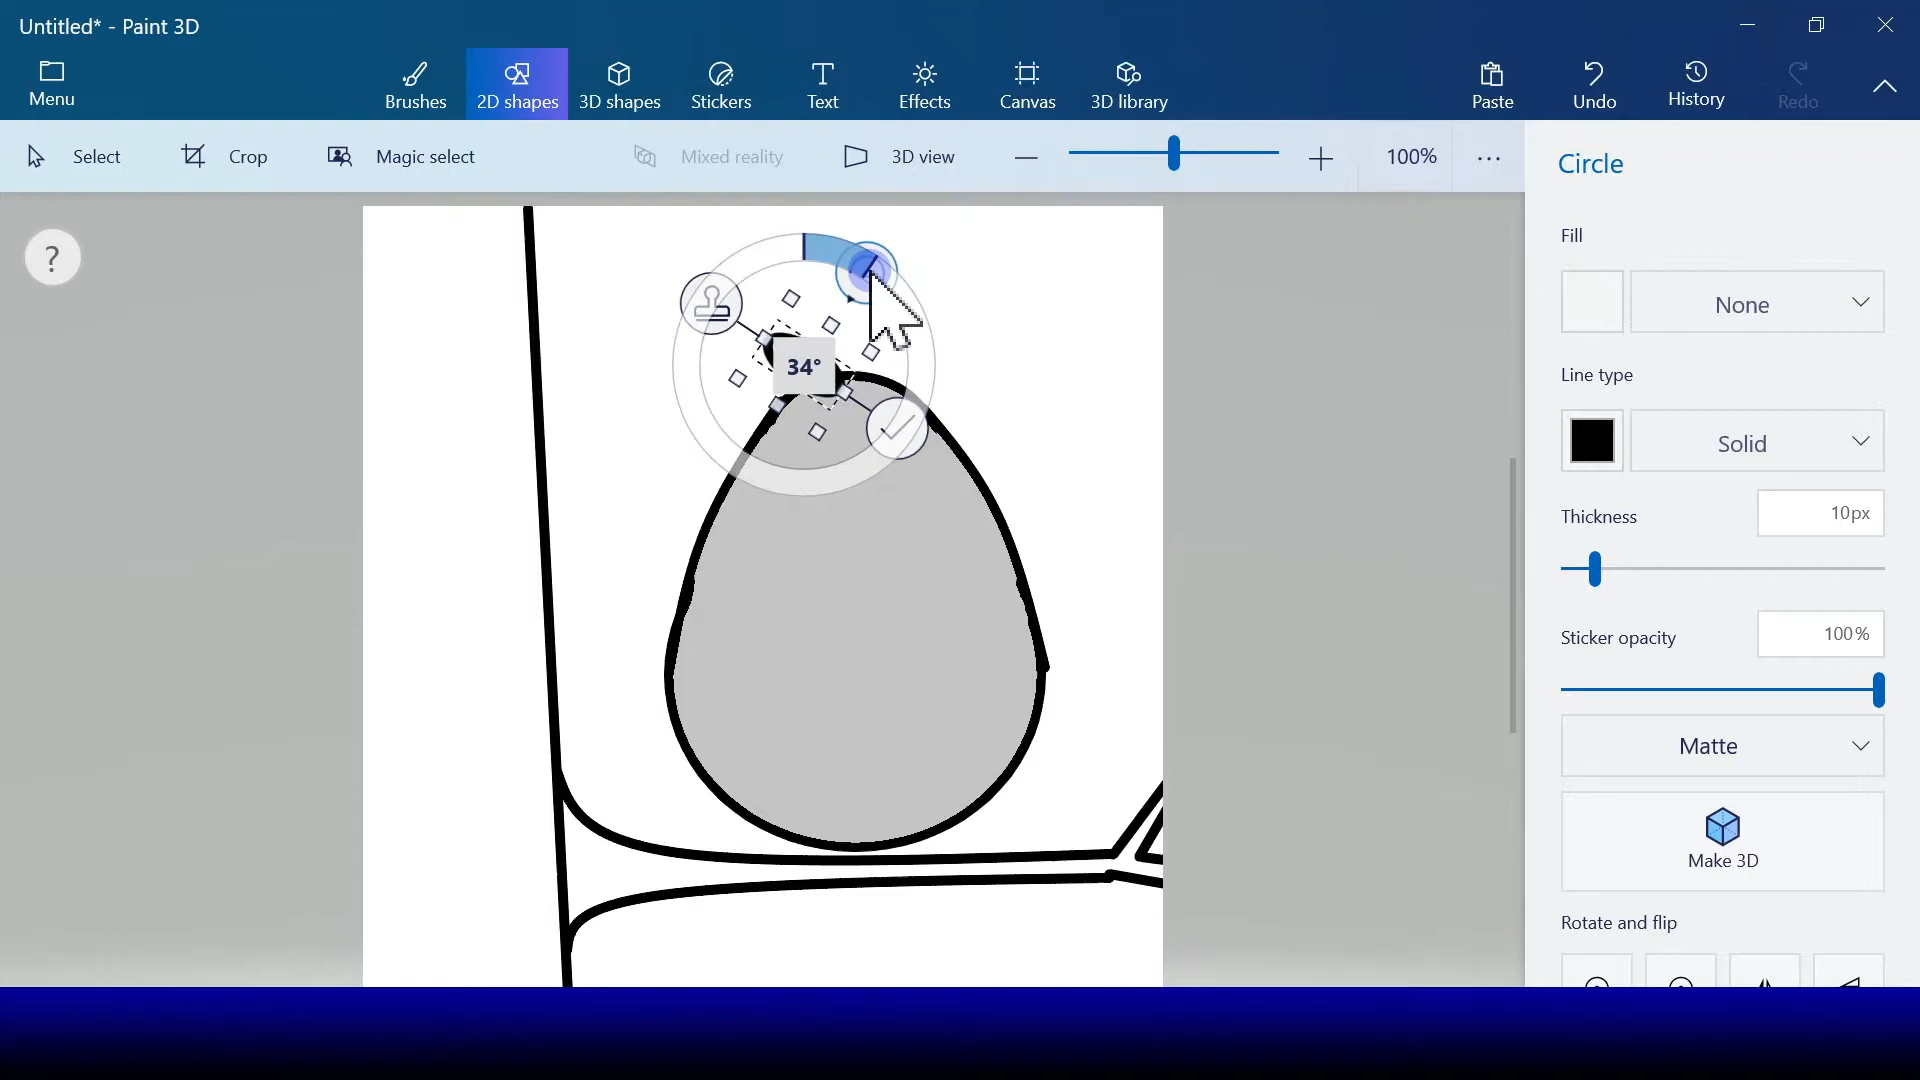 Untitled* - Paint 3D
Menu
Brushes
2D shapes
3D shapes
Stickers
Text
Effects
Canvas
3D library
Paste
Undo
History
Redo
Select
Crop
Magic select
Mixed reality
3D view
100%
Circle
?
Fill
None
Line type
Solid
34°
Thickness
10px
Sticker opacity
100%
Matte
Make 3D
Rotate and flip